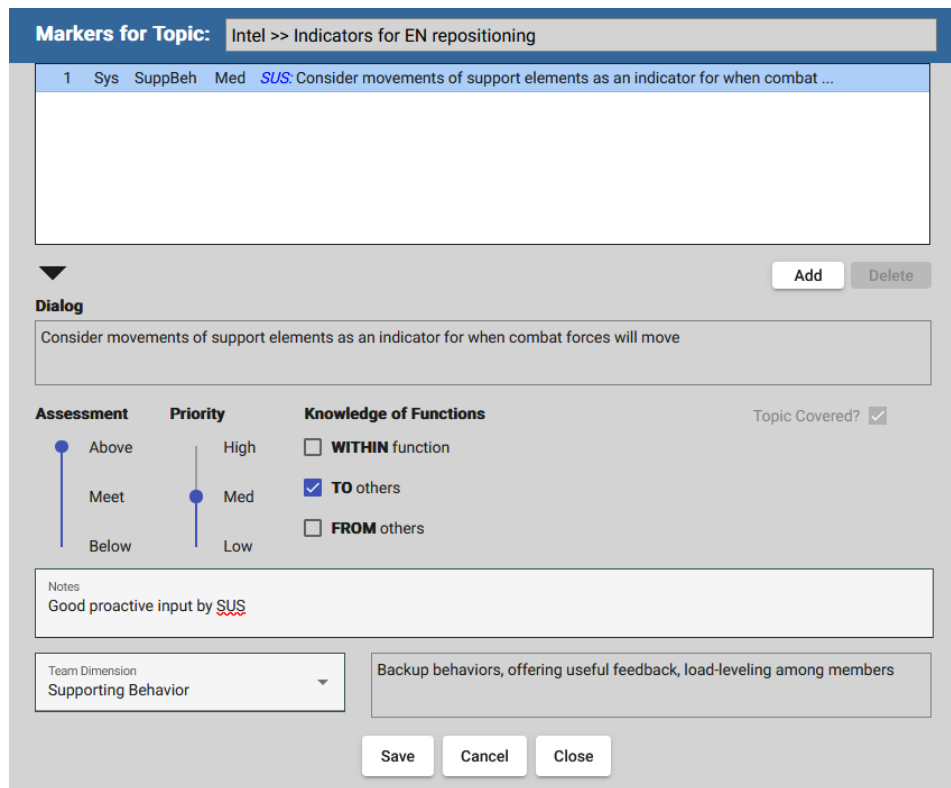 Markers for Topic: Intel >> Indicators for EN repositioning
1 Sys SuppBeh Med SUS: Consider movements of support elements as an indicator for when combat ...
Add Delete
Dialog
Consider movements of support elements as an indicator for when combat forces will move
Assessment Priority Knowledge of Functions Topic Covered?
Above High WITHIN function
Meet Med TO others
Below Low FROM others
Notes
Good proactive input by SUS
Team Dimension
Supporting Behavior
Backup behaviors, offering useful feedback, load-leveling among members
Save Cancel Close